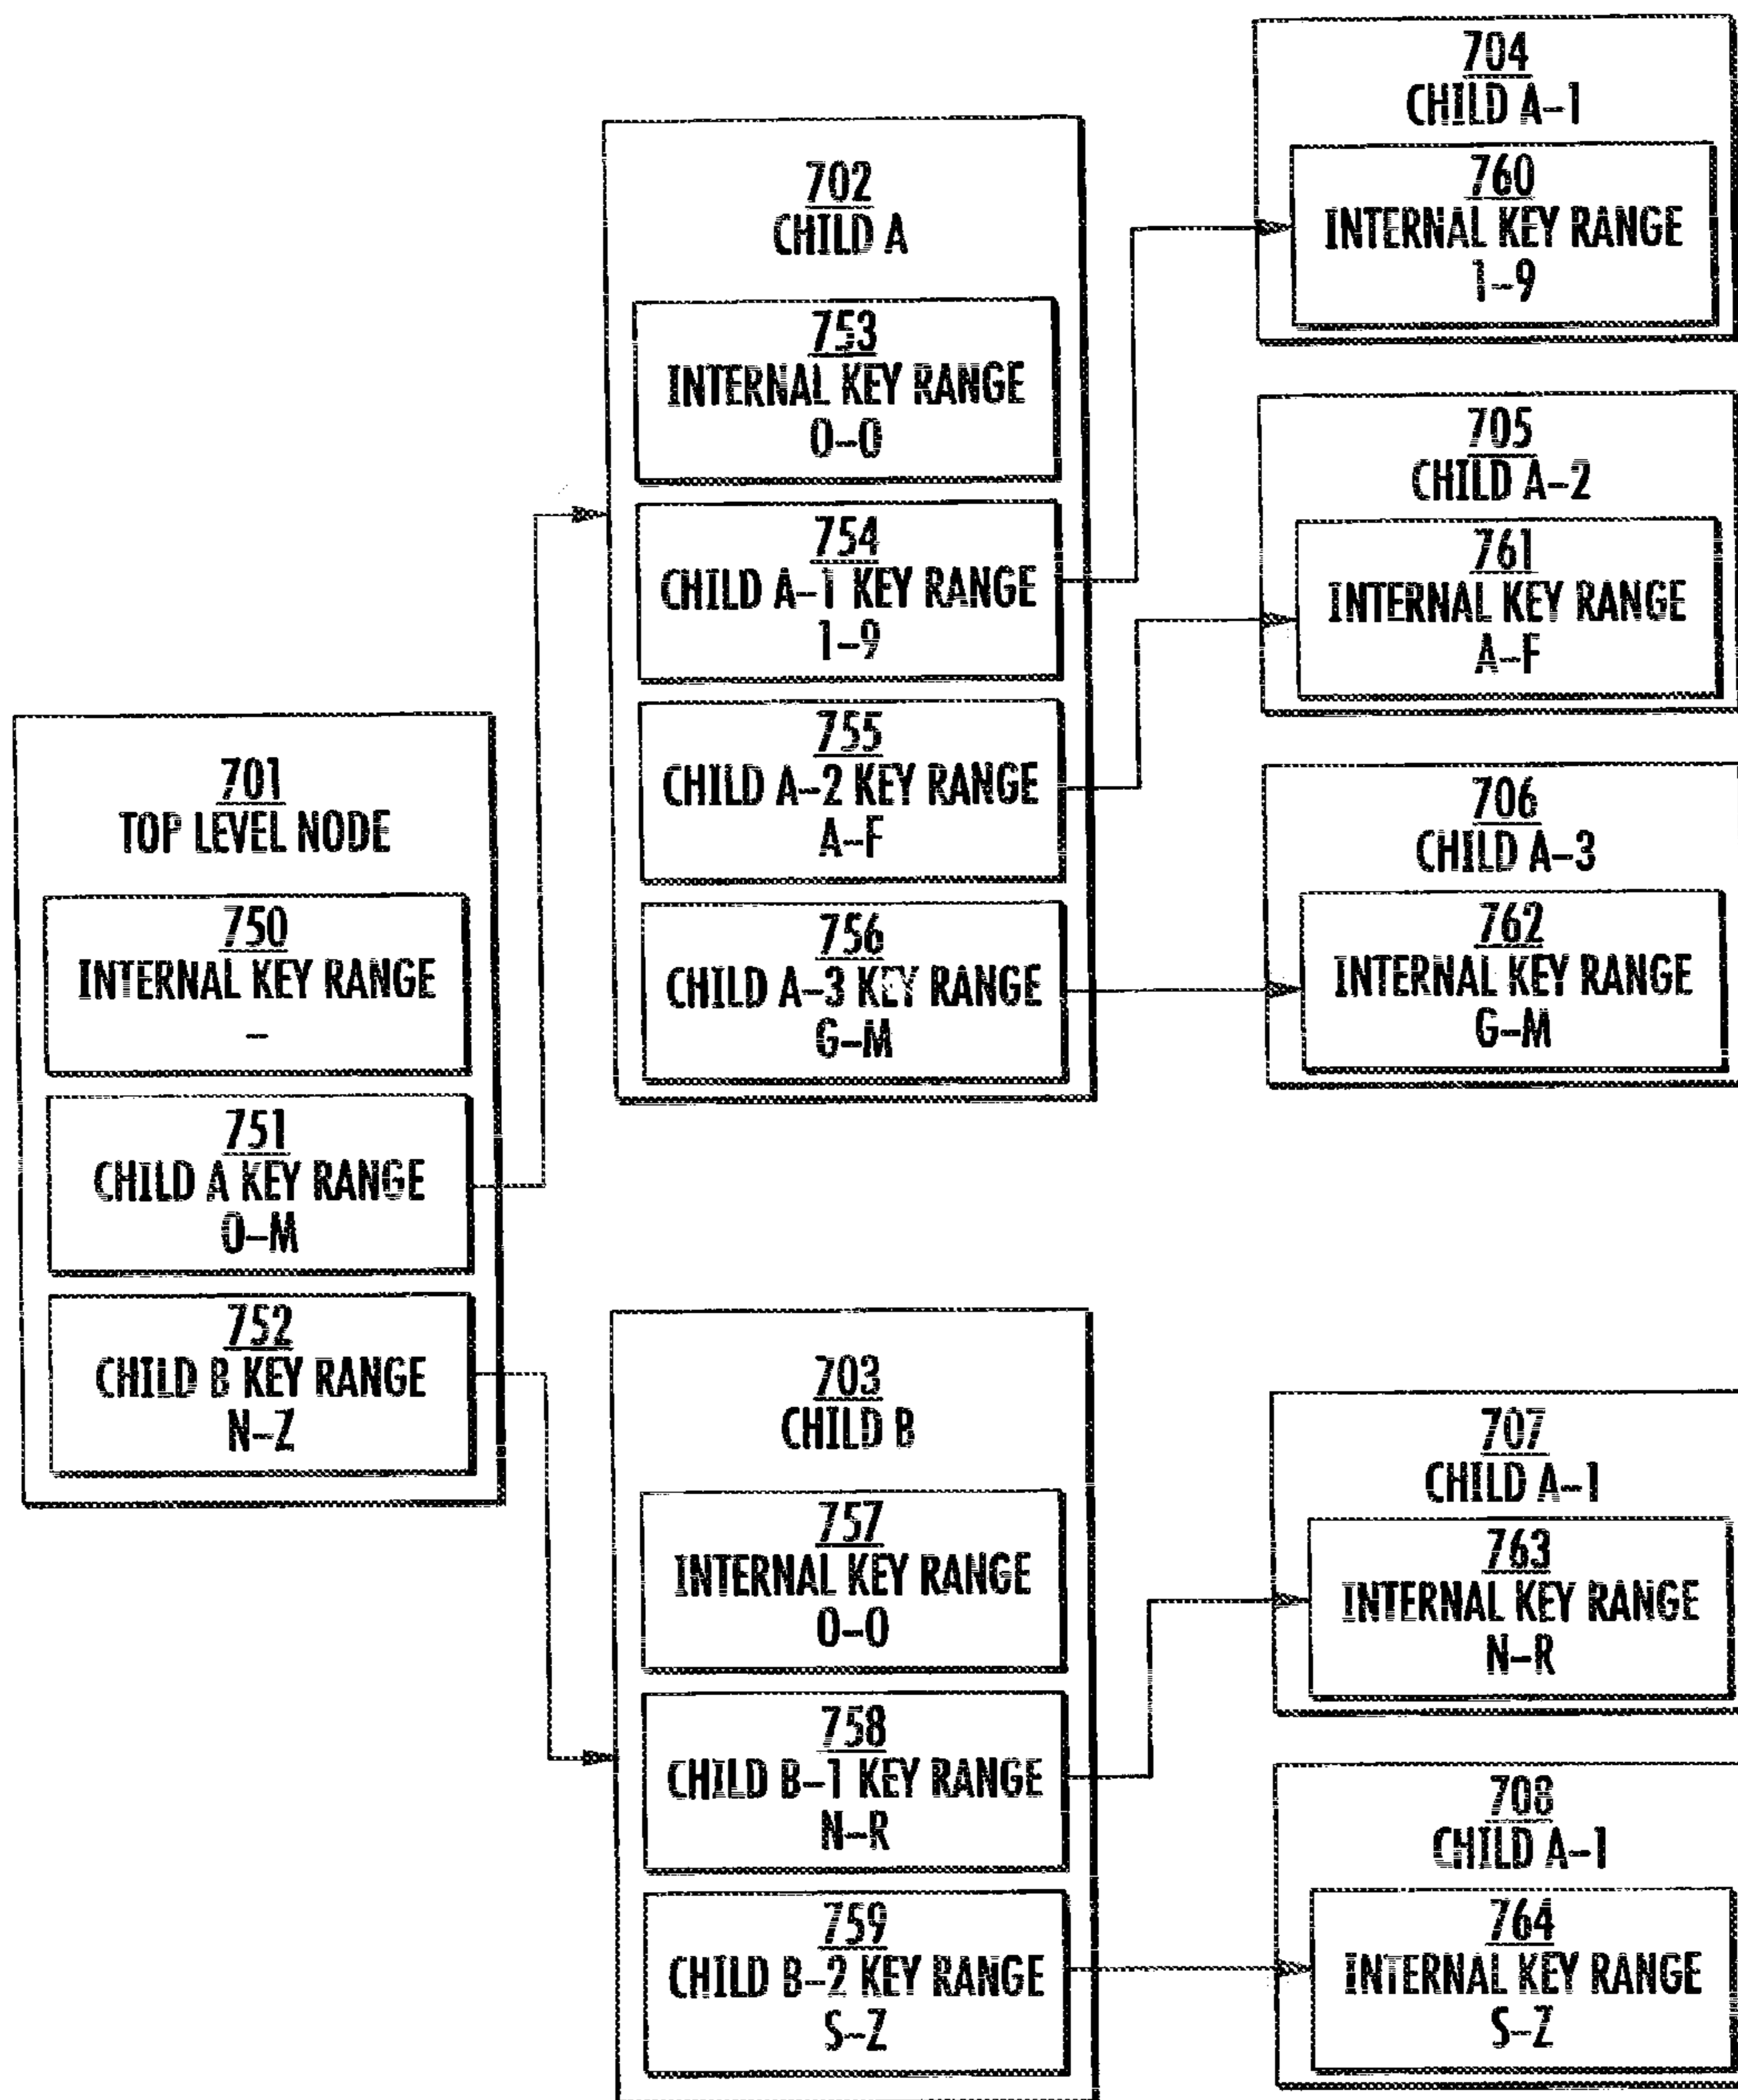 701
TOP LEVEL NODE
750
INTERNAL KEY RANGE
–
751
CHILD A KEY RANGE
0–M
752
CHILD B KEY RANGE
N–Z
702
CHILD A
753
INTERNAL KEY RANGE
0–0
754
CHILD A–1 KEY RANGE
1–9
755
CHILD A–2 KEY RANGE
A–F
756
CHILD A–3 KEY RANGE
G–M
703
CHILD B
757
INTERNAL KEY RANGE
0–0
758
CHILD B–1 KEY RANGE
N–R
759
CHILD B–2 KEY RANGE
S–Z
704
CHILD A–1
760
INTERNAL KEY RANGE
1–9
705
CHILD A–2
761
INTERNAL KEY RANGE
A–F
706
CHILD A–3
762
INTERNAL KEY RANGE
G–M
707
CHILD A–1
763
INTERNAL KEY RANGE
N–R
708
CHILD A–1
764
INTERNAL KEY RANGE
S–Z